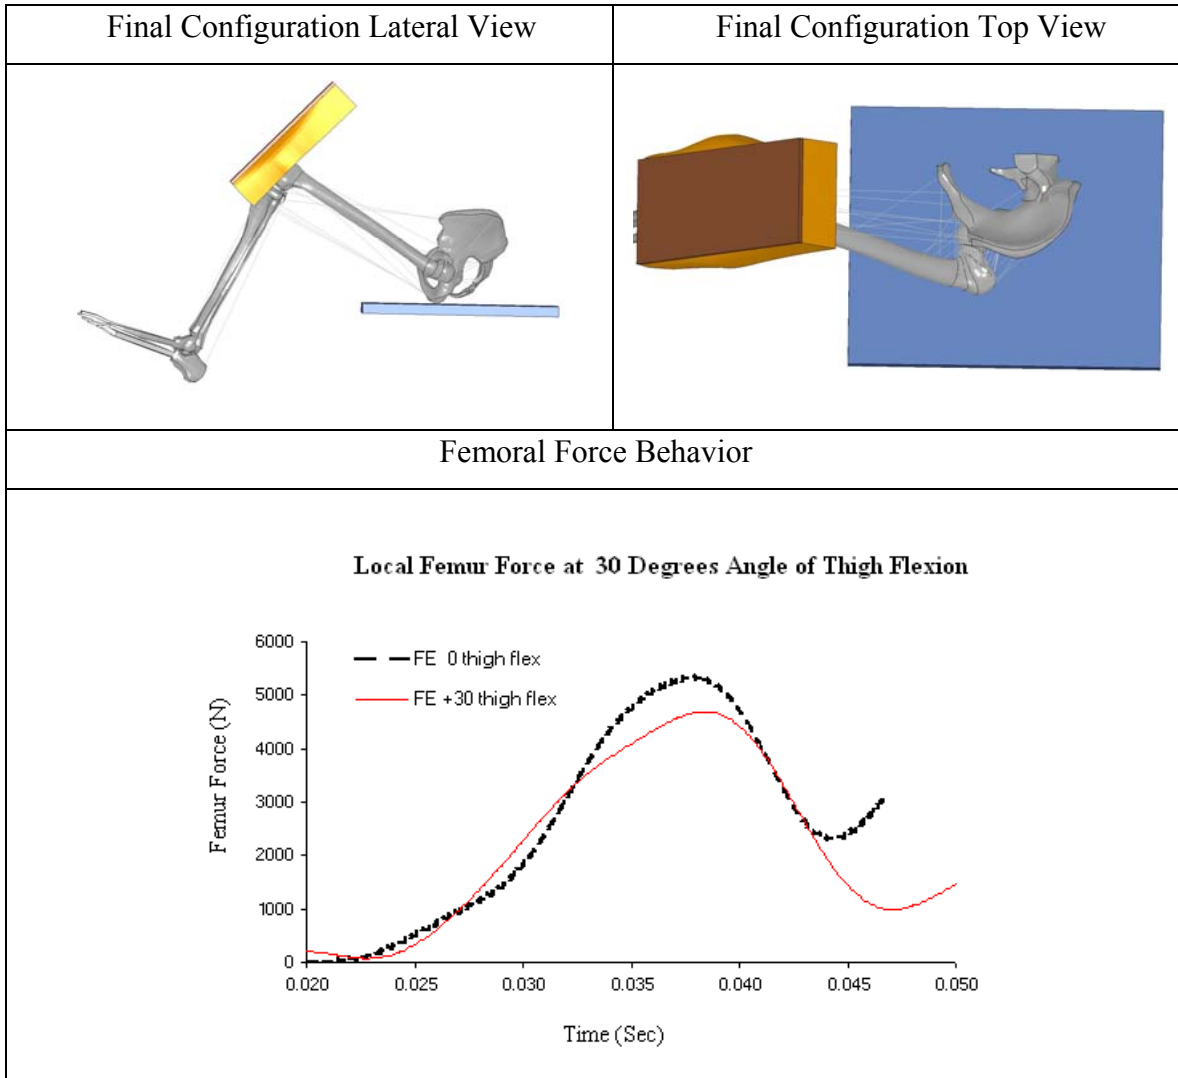 Final Configuration Lateral View
Final Configuration Top View
Femoral Force Behavior
Local Femur Force at 30 Degrees Angle of Thigh Flexion
FE 0 thigh flex
FE +30 thigh flex
Femur Force (N)
6000
5000
4000
3000
2000
1000
0
0.020 0.025 0.030 0.035 0.040 0.045 0.050
Time (Sec)